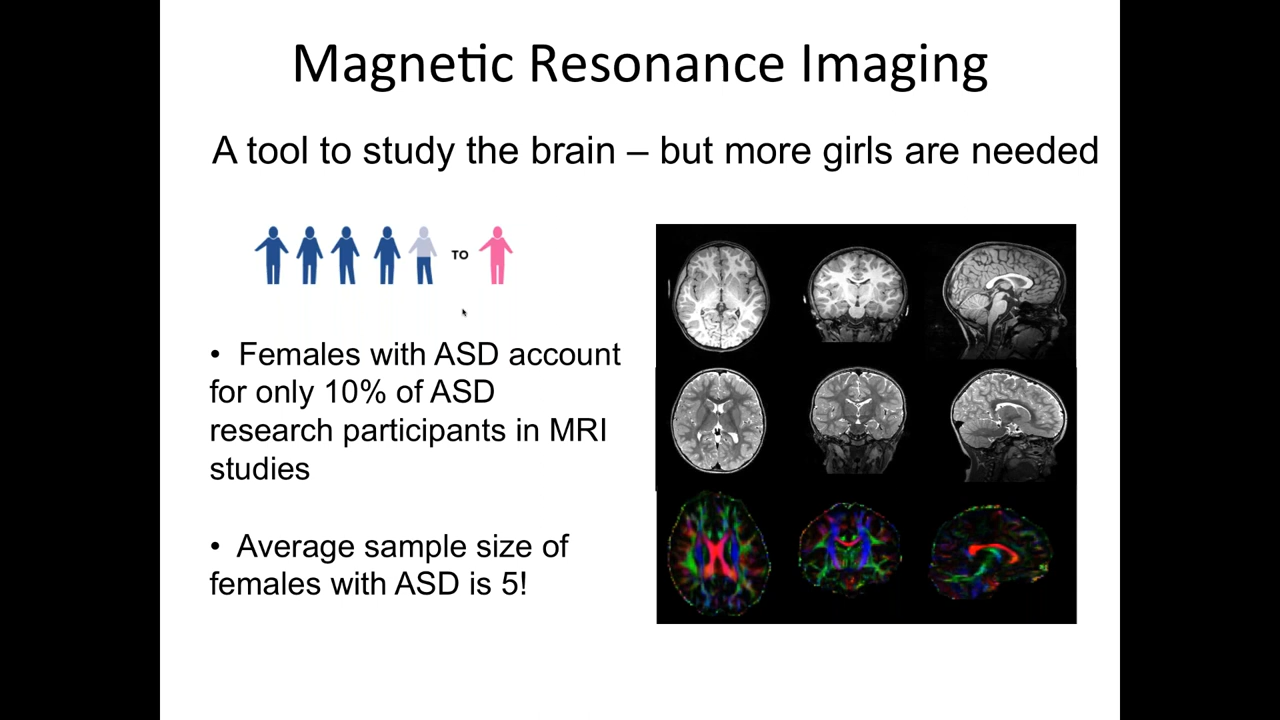 Magnetic Resonance Imaging
A tool to study the brain – but more girls are needed
TO
• Females with ASD account
for only 10% of ASD
research participants in MRI
studies
• Average sample size of
females with ASD is 5!